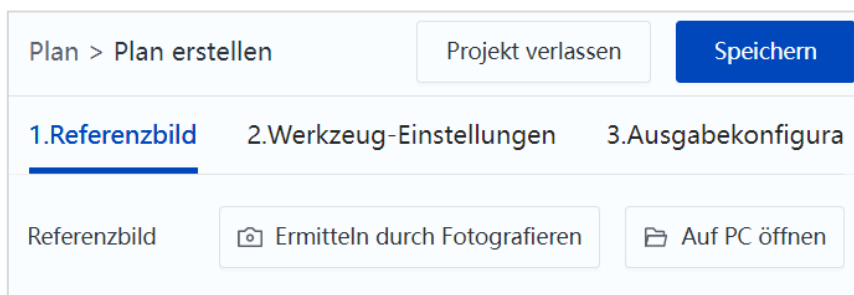 Plan > Plan erstellen Projekt verlassen Speichern
1.Referenzbild 2.Werkzeug-Einstellungen 3.Ausgabekonfigura
Referenzbild Ermitteln durch Fotografieren Auf PC öffnen